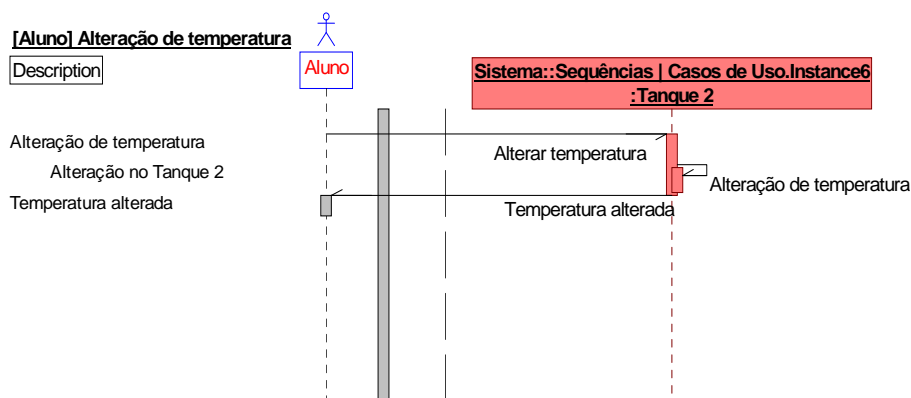 [Aluno] Alteração de temperatura
Description
Aluno
Sistema::Sequências | Casos de Uso.Instance6
:Tanque 2
Alteração de temperatura
Alterar temperatura
Alteração no Tanque 2
Alteração de temperatura
Temperatura alterada
Temperatura alterada